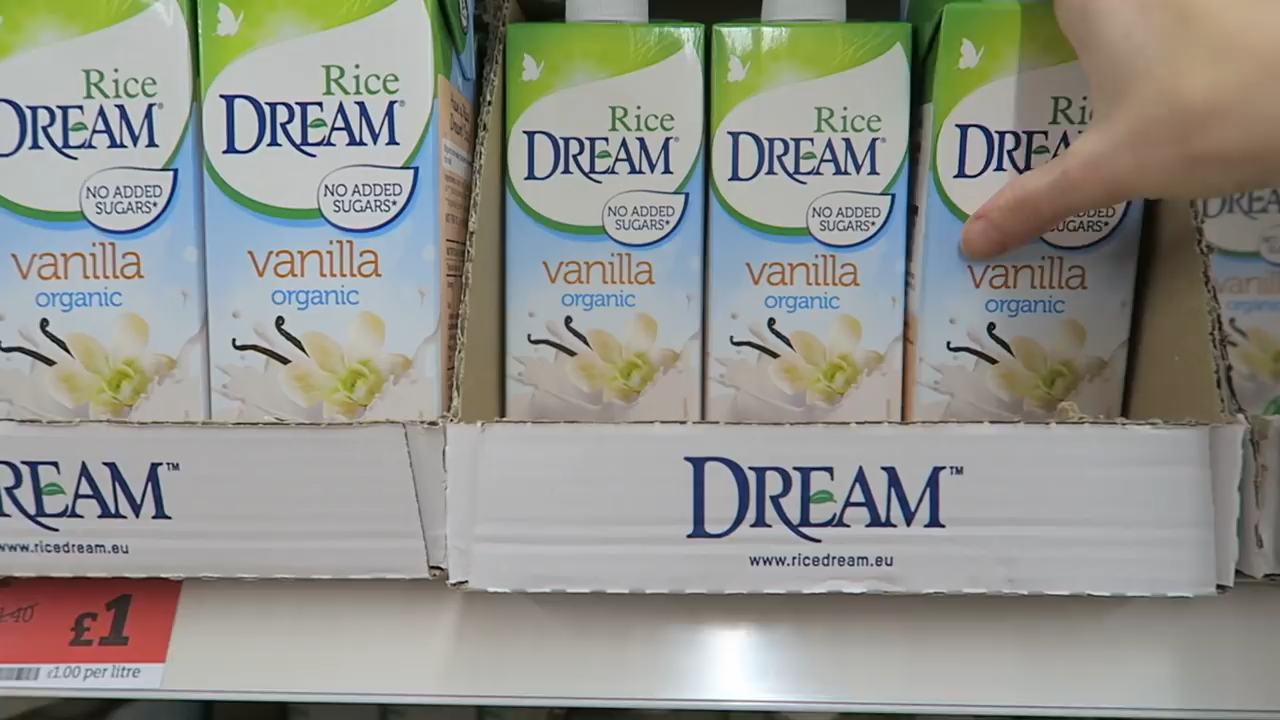 Rice
DREAM
NO ADDED
SUGARS*
vanilla
organic
Rice
DREAM®
NO ADDED
SUGARS*
vanilla
organic
Rice
DREAM®
NO ADDED
SUGARS*
vanilla
organic
Rice
DREAM®
NO ADDED
SUGARS*
vanilla
organic
DREAM
ADDED
SUGARS*
vanilla
organic
DREAM™
www.ricedream.eu
DREAM™
www.ricedream.eu
£1
£1.00 per litre